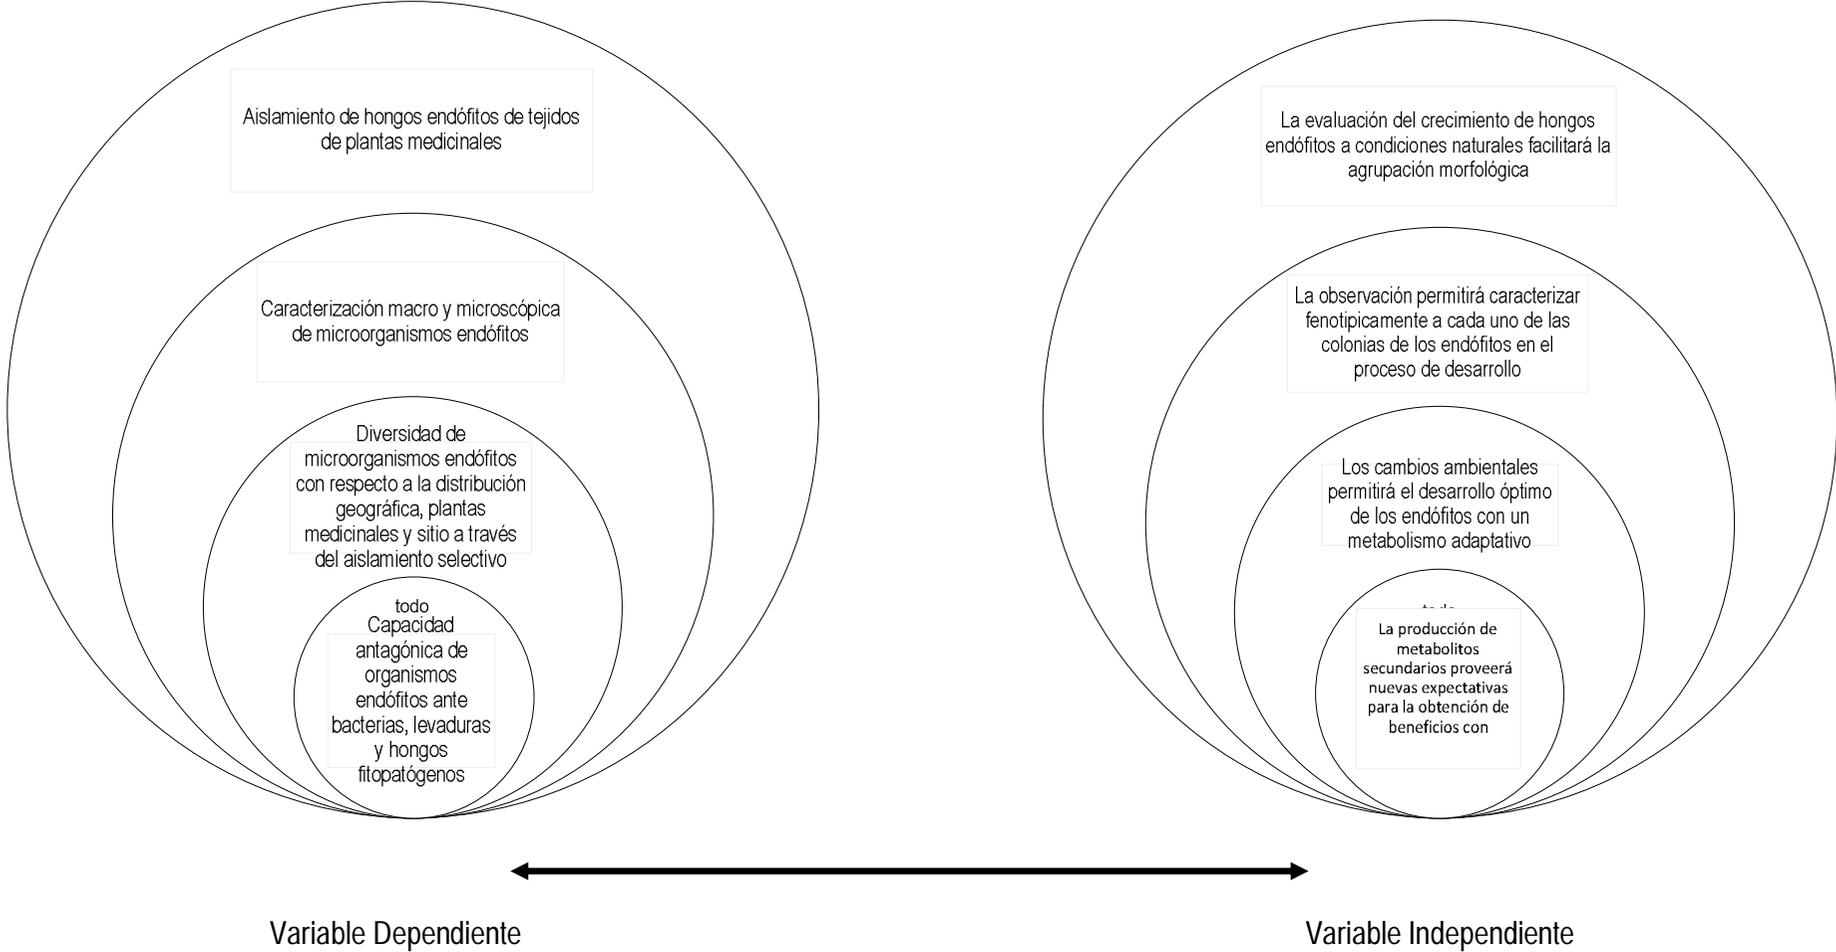 Aislamiento de hongos endófitos de tejidos
de plantas medicinales
Caracterización macro y microscópica
de microorganismos endófitos
Diversidad de
microorganismos endófitos
con respecto a la distribución
geográfica, plantas
medicinales y sitio a través
del aislamiento selectivo
todo
Capacidad
antagónica de
organismos
endófitos ante
bacterias, levaduras
y hongos
fitopatógenos
La evaluación del crecimiento de hongos
endófitos a condiciones naturales facilitará la
agrupación morfológica
La observación permitirá caracterizar
fenotipicamente a cada uno de las
colonias de los endófitos en el
proceso de desarrollo
Los cambios ambientales
permitirá el desarrollo óptimo
de los endófitos con un
metabolismo adaptativo
La producción de
metabolitos
secundarios proveerá
nuevas expectativas
para la obtención de
beneficios con
Variable Dependiente
Variable Independiente